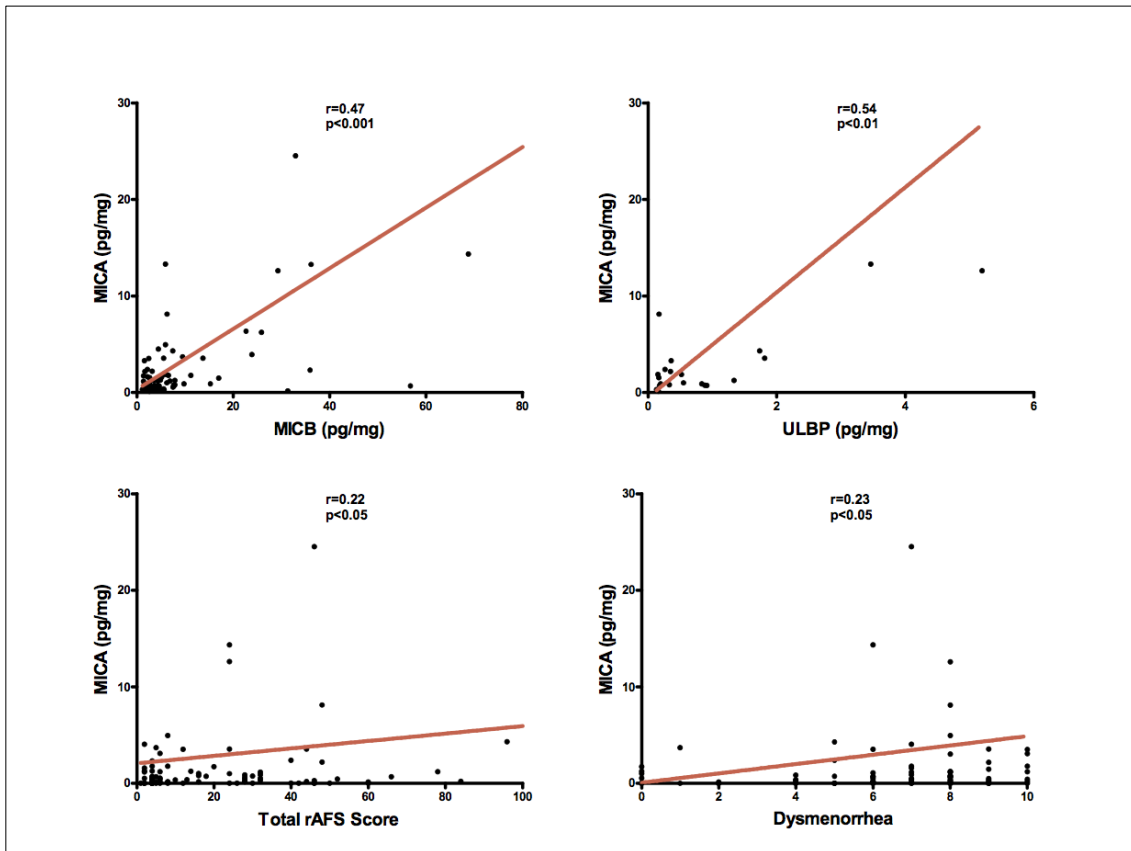 r=0.47
p<0.001
30
20
10
0
MICA (pg/mg)
0 20 40 60 80
MICB (pg/mg)
r=0.54
p<0.01
30
20
10
0
MICA (pg/mg)
0 2 4 6
ULBP (pg/mg)
r=0.22
p<0.05
30
20
10
0
MICA (pg/mg)
0 20 40 60 80 100
Total rAFS Score
r=0.23
p<0.05
30
20
10
0
MICA (pg/mg)
0 2 4 6 8 10
Dysmenorrhea